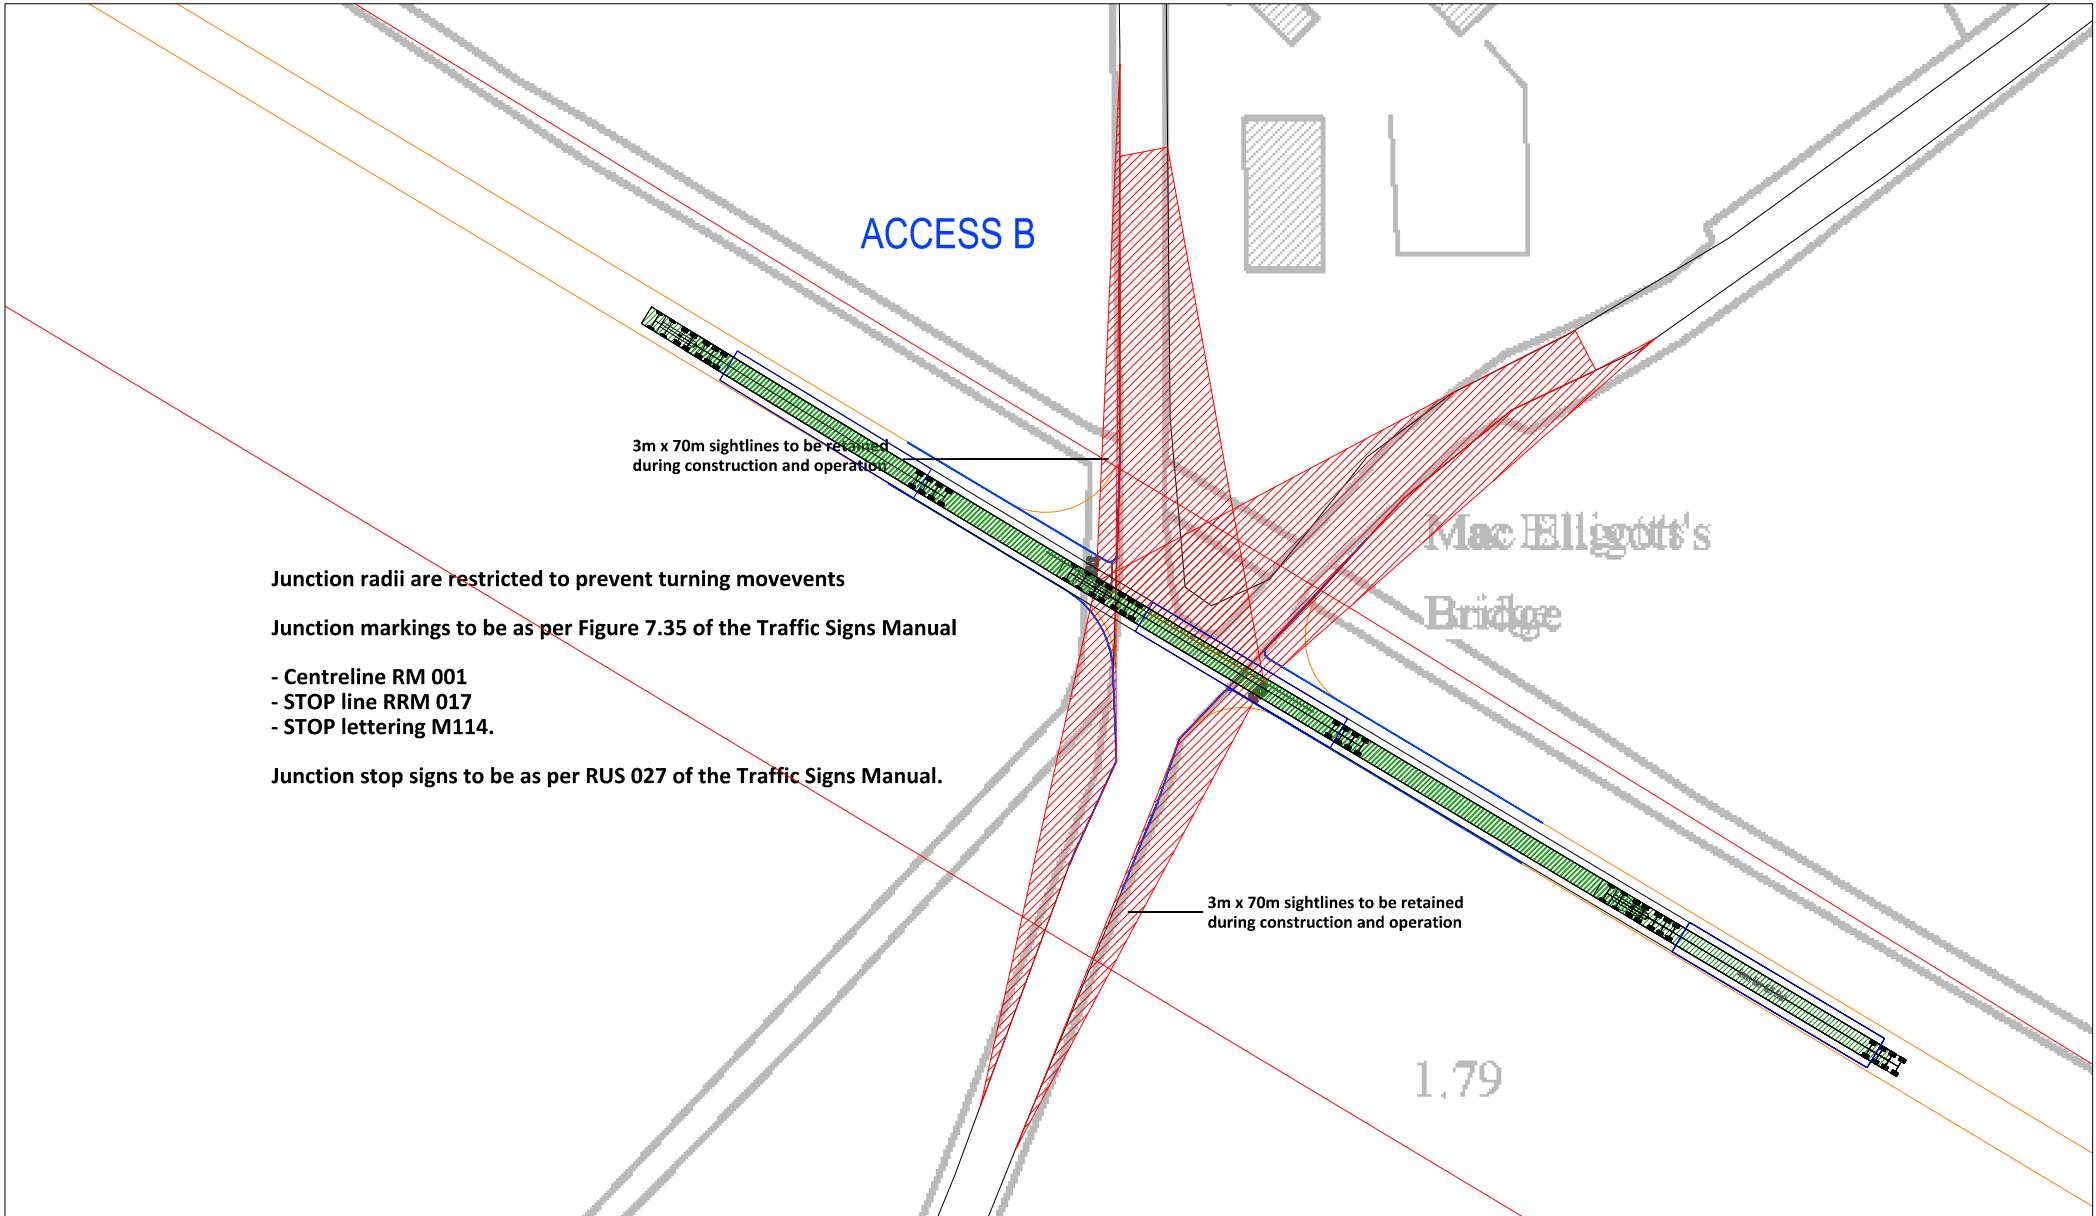 ACCESS B
3m x 70m sightlines to be retained
during construction and operation
Junction radii are restricted to prevent turning movevents
Junction markings to be as per Figure 7.35 of the Traffic Signs Manual
- Centreline RM 001
- STOP line RRM 017
- STOP lettering M114.
Junction stop signs to be as per RUS 027 of the Traffic Signs Manual.
Mac Elligott's
Bridge
3m x 70m sightlines to be retained
during construction and operation
1.79